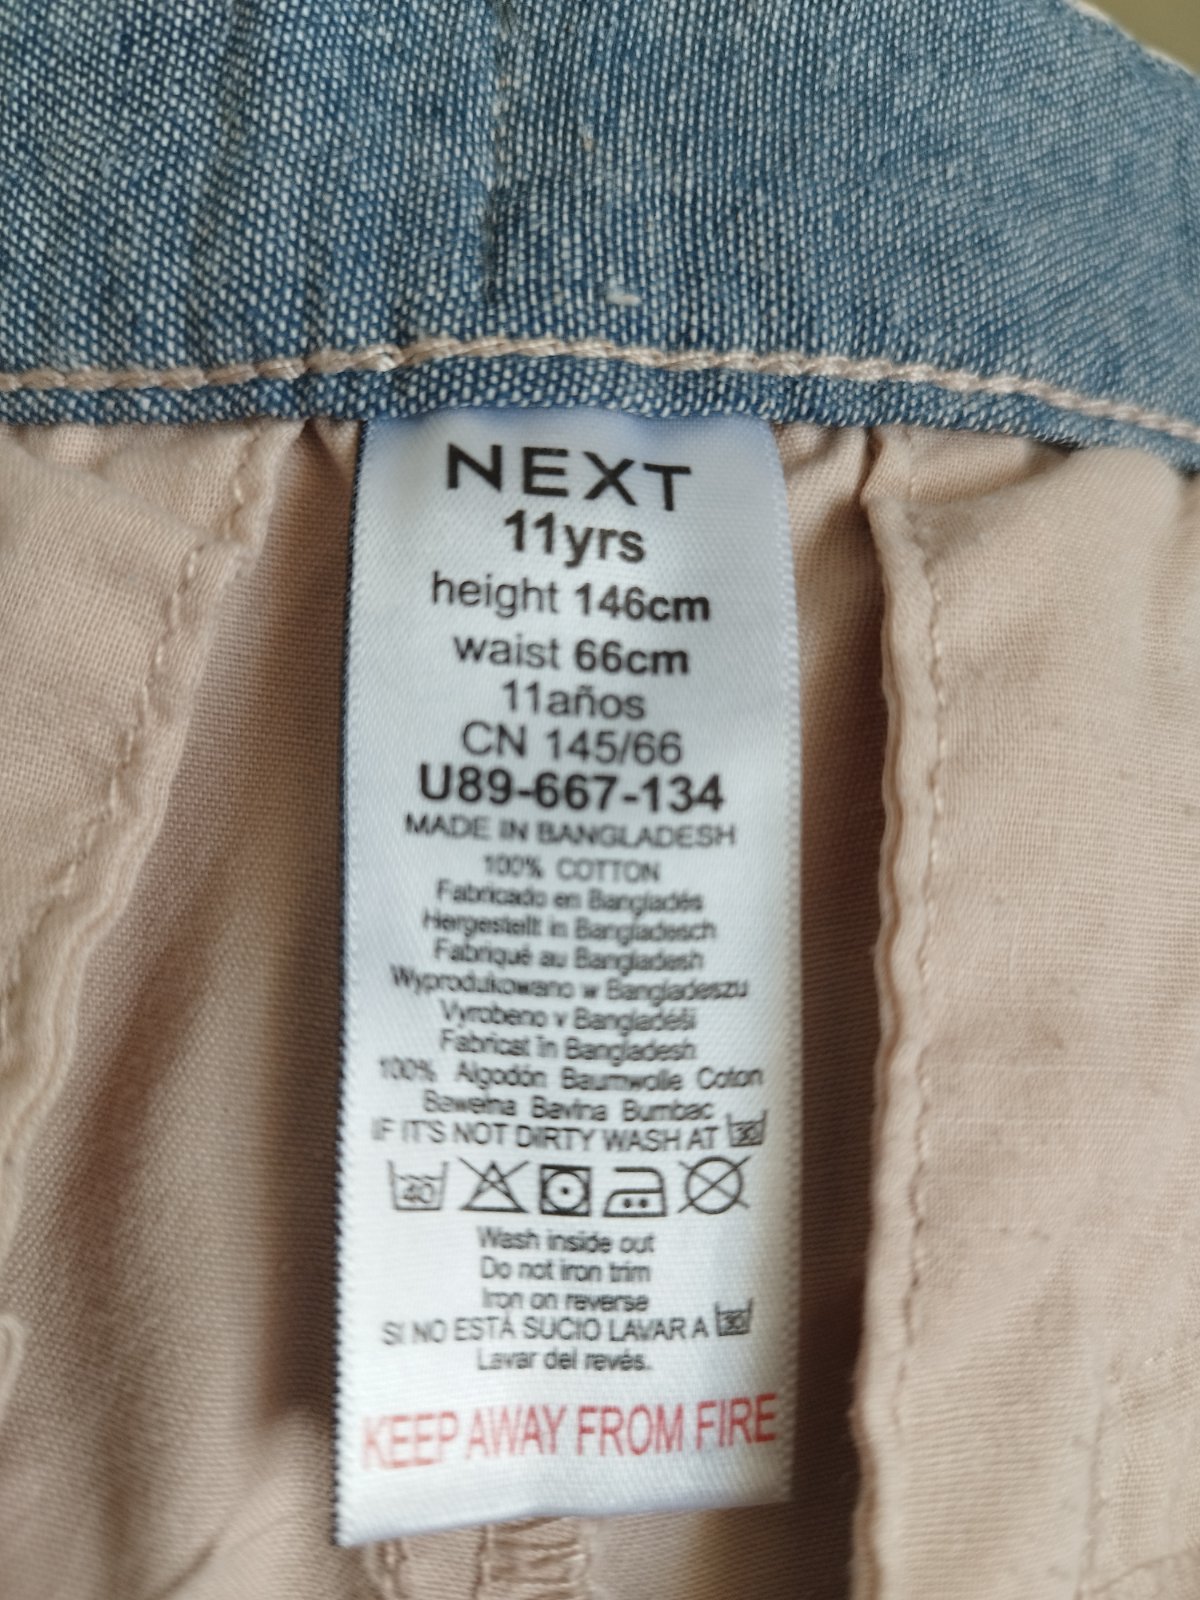 NEXT
11yrs
height 146cm
waist 66cm
11años
CN 145/66
U89-667-134
MADE IN BANGLADESH
100% COTTON
Fabricado en Bangladés
Hergestellt in Bangladesch
Fabriqué au Bangladesh
Wyprodukowano w Bangladeszu
Vyrobeno v Bangladéši
Fabricat în Bangladesh
100% Algodón Baumwolle Coton
Bawełna Bavlna Bumbac
IF IT'S NOT DIRTY WASH AT 30
40
Wash inside out
Do not iron trim
Iron on reverse
SI NO ESTÁ SUCIO LAVAR A 30
Lavar del revés.
KEEP AWAY FROM FIRE